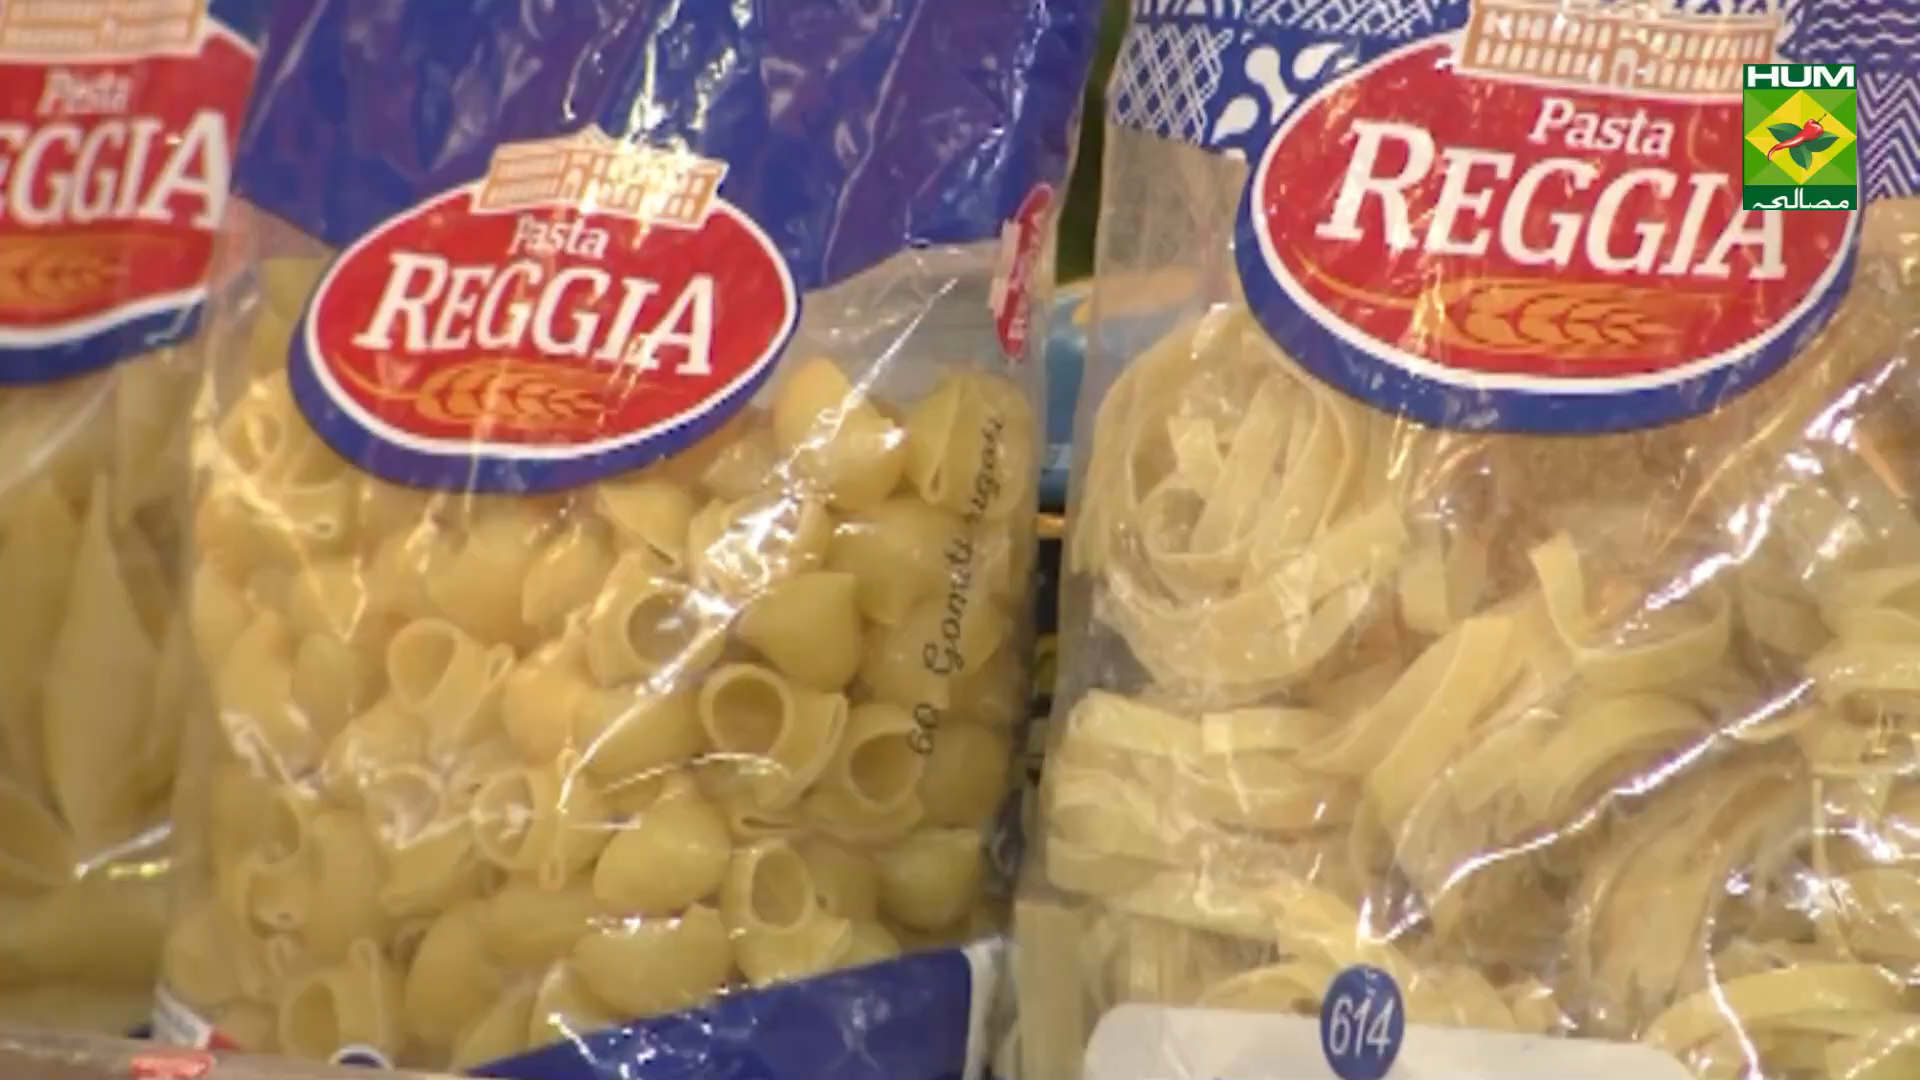 Pasta
REGGIA
Pasta
REGGIA
60 Gomiti rigati
Pasta
REGGIA
614
HUM
مصالحہ